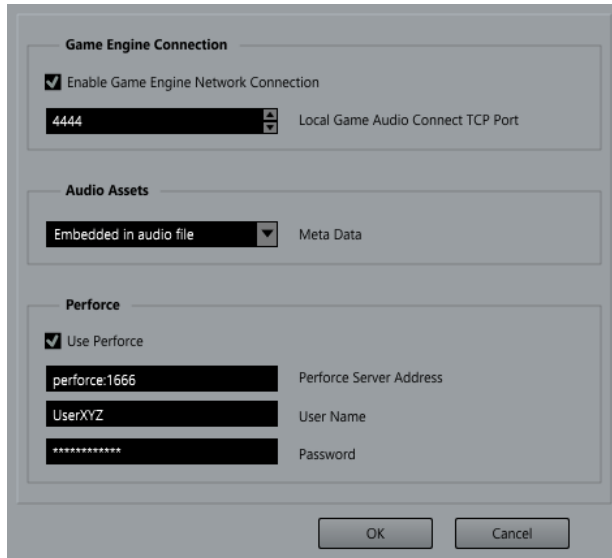 Game Engine Connection
Enable Game Engine Network Connection
4444 Local Game Audio Connect TCP Port
Audio Assets
Embedded in audio file Meta Data
Perforce
Use Perforce
perforce:1666 Perforce Server Address
UserXYZ User Name
************ Password
OK Cancel